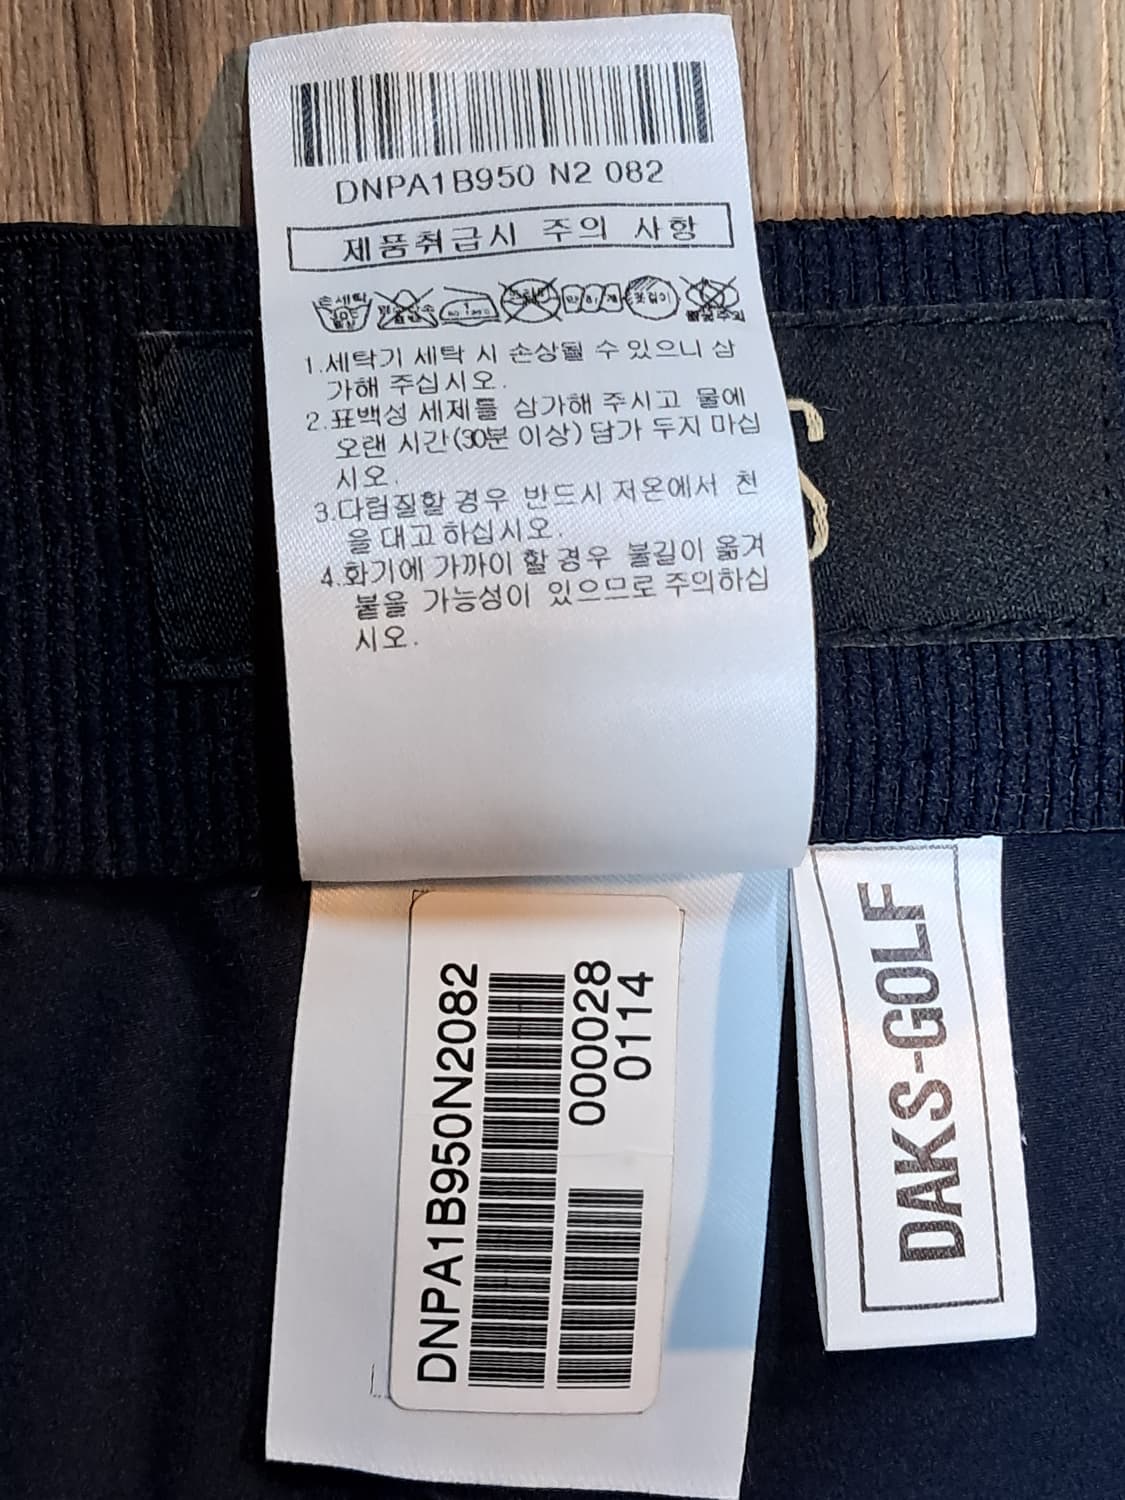 DNPA1B950 N2 082
제품취급시 주의 사항
손세탁
1.세탁기 세탁 시 손상될 수 있으니 삼
가해 주십시오.
2.표백성 세제를 삼가해 주시고 물에
오랜 시간(30분 이상) 담가 두지 마십
시오.
3.다림질할 경우 반드시 저온에서 천
을 대고 하십시오.
4.화기에 가까이 할 경우 불길이 옮겨
붙을 가능성이 있으므로 주의하십
시오.
DNPA1B950N2082
000028
0114
DAKS-GOLF